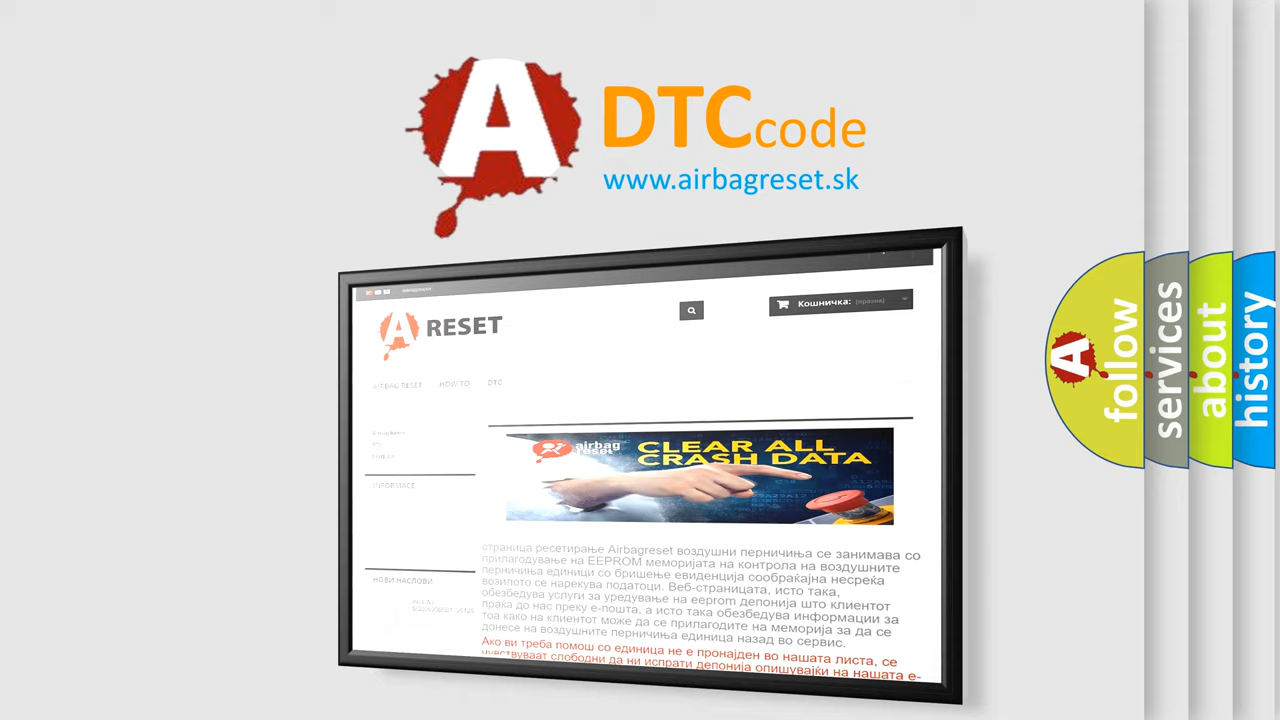 A DTCcode
www.airbagreset.sk
A RESET
Кошничка: (празна)
AIRBAG RESET HOW TO DTC
INFORMACE
НОВИ НАСЛОВИ
airbag
reset
CLEAR ALL
CRASH DATA
страница ресетирање Airbagreset воздушни перничиња се занимава со
прилагодување на EEPROM меморијата на контрола на воздушните
перничиња единици со бришење евиденција сообраќајна несреќа
возилото се нарекува податоци. Веб-страницата, исто така,
обезбедува услуги за уредување на eeprom депонија што клиентот
праќа до нас преку е-пошта, а исто така обезбедува информации за
тоа како на клиентот може да се прилагодите на меморија за да се
донесе на воздушните перничиња единица назад во сервис.
Ако ви треба помош со единица не е пронајден во нашата листа, се
чувствуваат слободни да ни испрати депонија опишувајќи на нашата е-
A follow
services
about
history